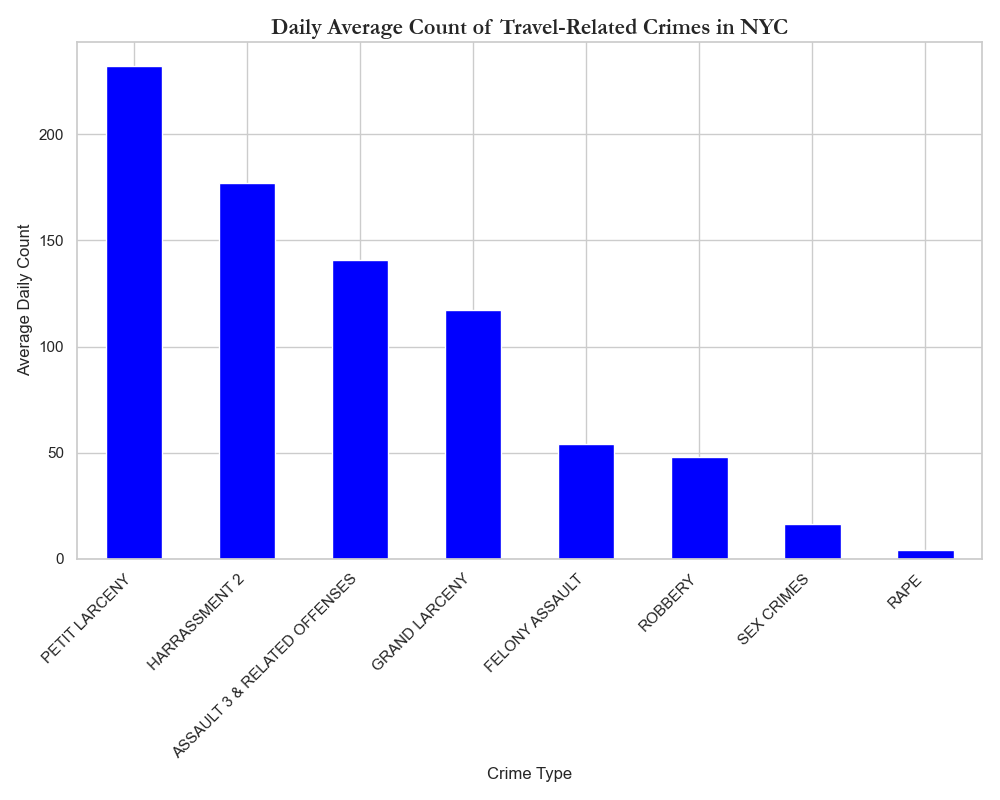 Daily Average Count of Travel-Related Crimes in NYC
Average Daily Count
200
150
100
50
0
PETIT LARCENY
HARRASSMENT 2
ASSAULT 3 & RELATED OFFENSES
GRAND LARCENY
FELONY ASSAULT
ROBBERY
SEX CRIMES
RAPE
Crime Type